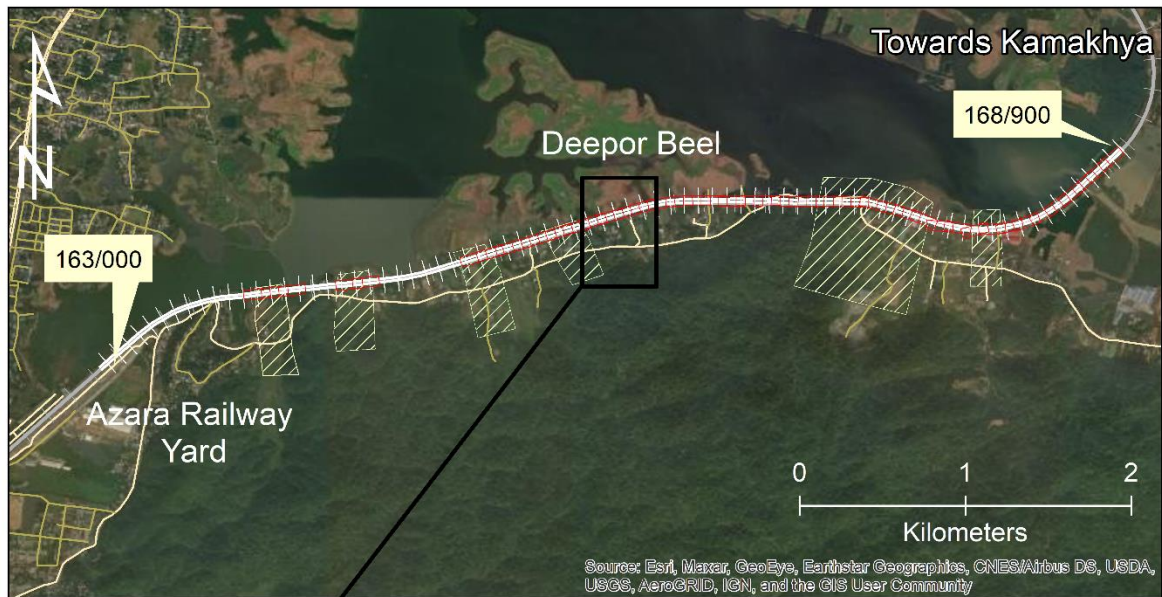 Towards Kamakhya
168/900
Deepor Beel
N
163/000
Azara Railway
Yard
0 1 2
Kilometers
Source: Esri, Maxar, GeoEye, Earthstar Geographics, CNES/Airbus DS, USDA,
USGS, AeroGRID, IGN, and the GIS User Community